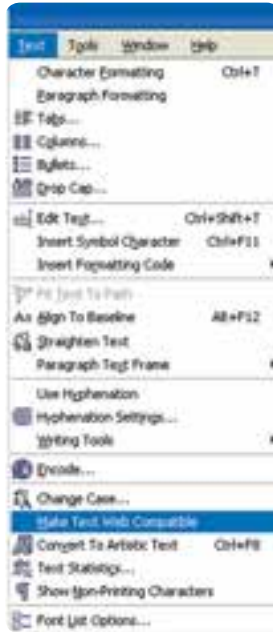 Text Tools Window Help
Character Formatting Ctrl+T
Paragraph Formatting
Tabs...
Columns...
Bullets...
Drop Cap...
Edit Text... Ctrl+Shift+T
Insert Symbol Character Ctrl+F11
Insert Formatting Code
Fit Text To Path
Align To Baseline Alt+F12
Straighten Text
Paragraph Text Frame
Use Hyphenation
Hyphenation Settings...
Writing Tools
Encode...
Change Case...
Make Text Web Compatible
Convert To Artistic Text Ctrl+F8
Text Statistics...
Show Non-Printing Characters
Font List Options...